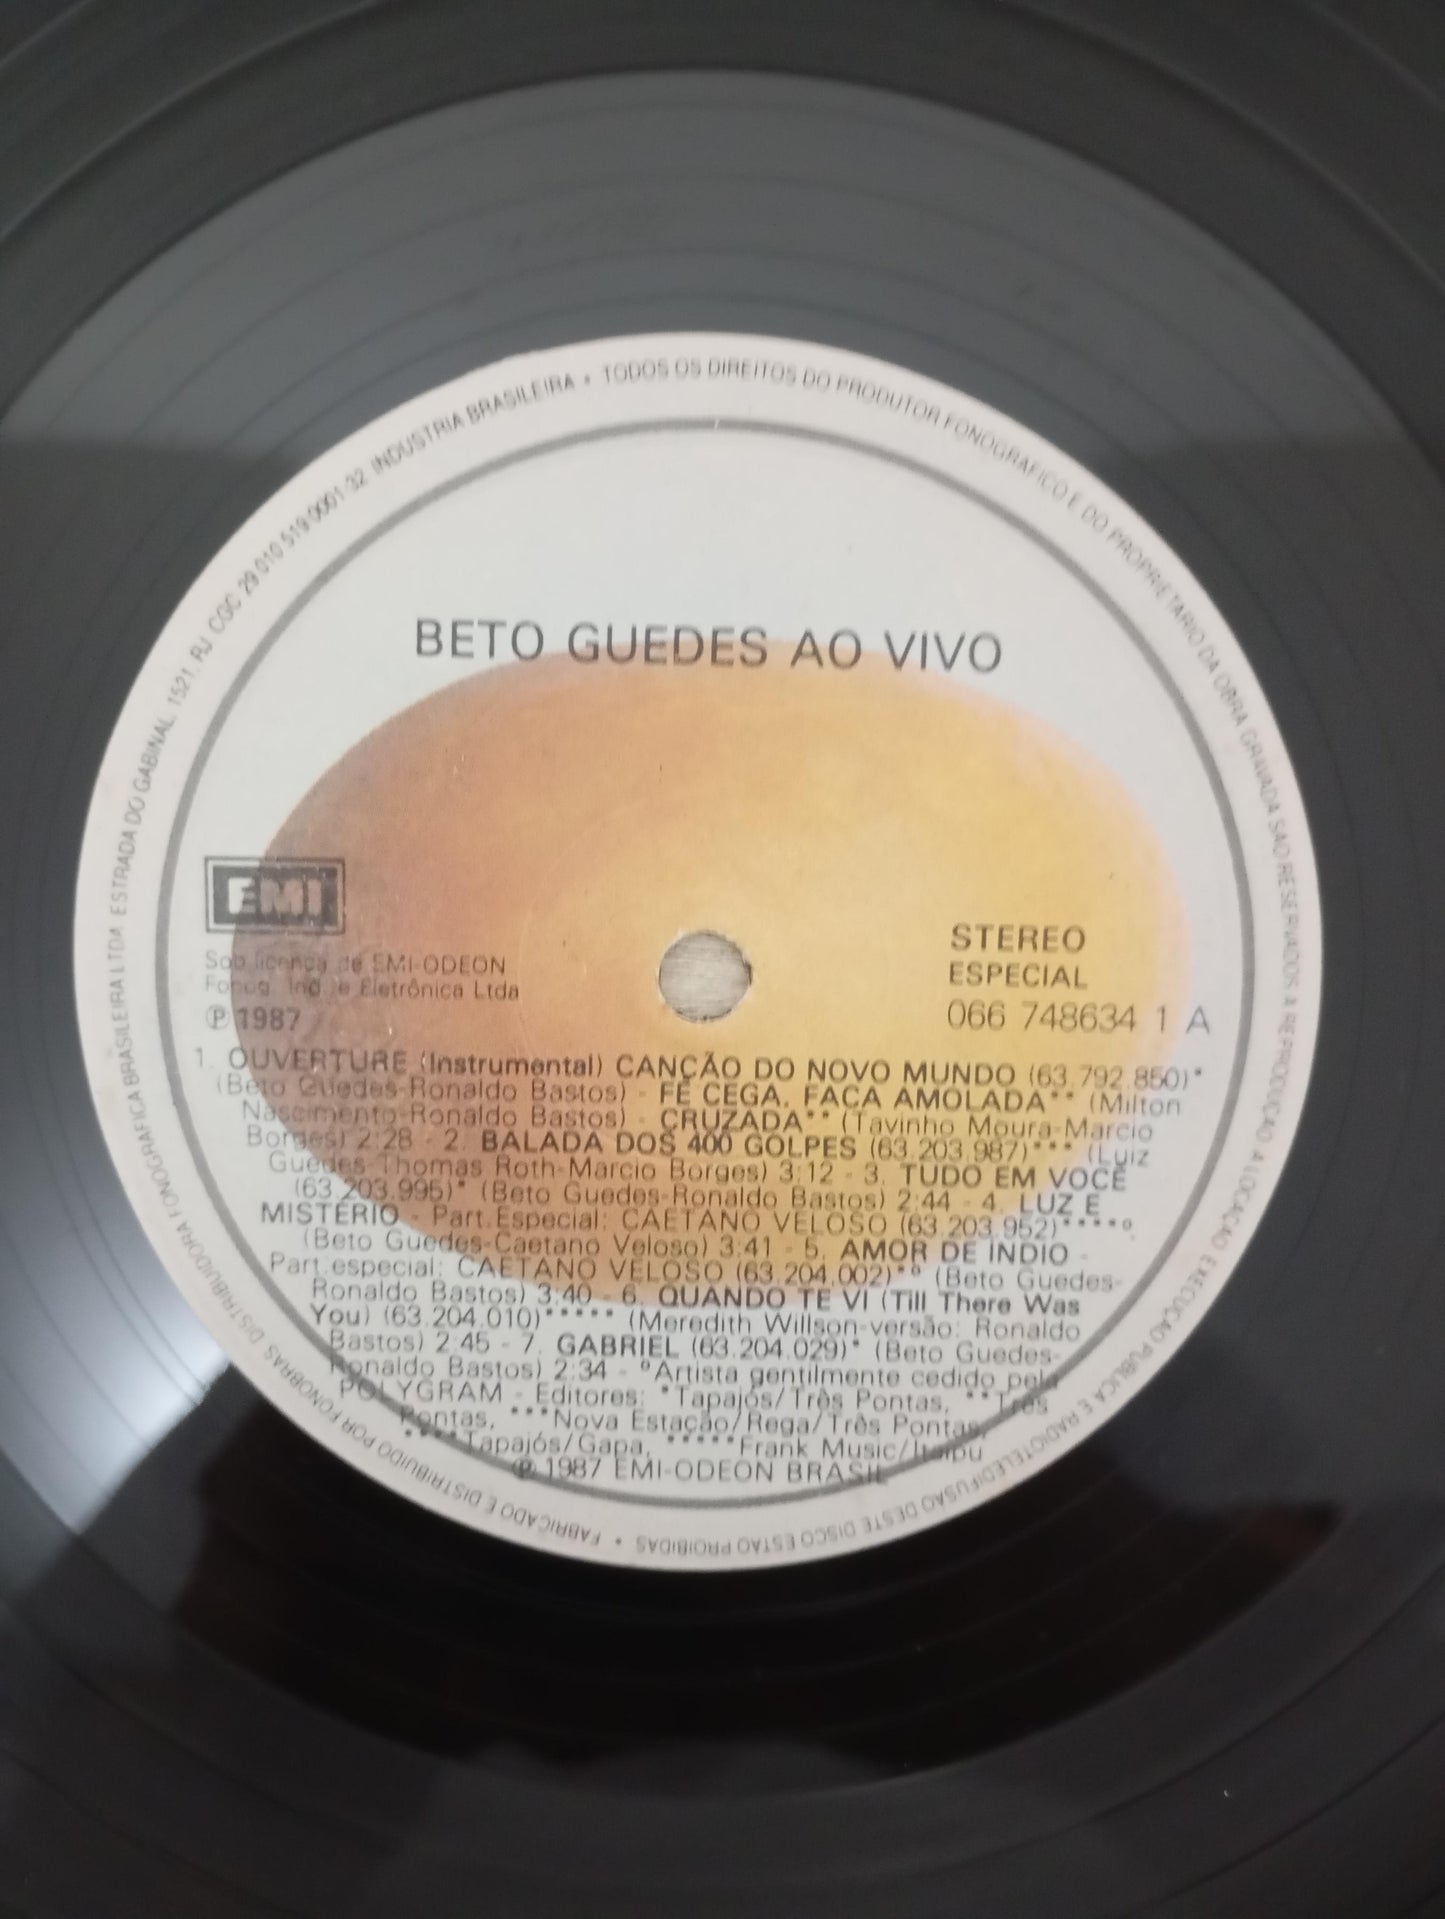 BETO GUEDES AO VIVO
EMI
Sob licença de EMI-ODEON
Fonog. Ind. e Eletrônica Ltda
℗ 1987
STEREO
ESPECIAL
066 748634 1 A
1. OUVERTURE (Instrumental) CANÇÃO DO NOVO MUNDO (63.792.850)*
(Beto Guedes-Ronaldo Bastos) - FÉ CEGA, FACA AMOLADA** (Milton
Nascimento-Ronaldo Bastos) - CRUZADA** (Tavinho Moura-Marcio
Borges) 2:28 - 2. BALADA DOS 400 GOLPES (63.203.987)*** (Luiz
Guedes-Thomas Roth-Marcio Borges) 3:12 - 3. TUDO EM VOCÊ
(63.203.995)* (Beto Guedes-Ronaldo Bastos) 2:44 - 4. LUZ E
MISTÉRIO - Part.Especial: CAETANO VELOSO (63.203.952)****°
(Beto Guedes-Caetano Veloso) 3:41 - 5. AMOR DE ÍNDIO -
Part.especial: CAETANO VELOSO (63.204.002)*° (Beto Guedes-
Ronaldo Bastos) 3:40 - 6. QUANDO TE VI (Till There Was
You) (63.204.010)***** (Meredith Willson-versão: Ronaldo
Bastos) 2:45 - 7. GABRIEL (63.204.029)* (Beto Guedes-
Ronaldo Bastos) 2:34 - °Artista gentilmente cedido pela
POLYGRAM - Editores: *Tapajós/Três Pontas, **Três
Pontas, ***Nova Estação/Rega/Três Pontas,
****Tapajós/Gapa, *****Frank Music/Itaipu
℗ 1987 EMI-ODEON BRASIL
• TODOS OS DIREITOS DO PRODUTOR FONOGRAFICO E DO PROPRIETARIO DA OBRA GRAVADA SAO RESERVADOS A REPRODUÇAO A LOCAÇAO EXECUÇAO PUBLICA E RADIOTELEDIFUSAO DESTE DISCO ESTAO PROIBIDAS
• FABRICADO E DISTRIBUIDO POR FONOBRAS DISTRIBUIDORA FONOGRAFICA BRASILEIRA LTDA ESTRADA DO GABINAL, 1521, RJ CGC 29 010 519 0001-32 INDUSTRIA BRASILEIRA